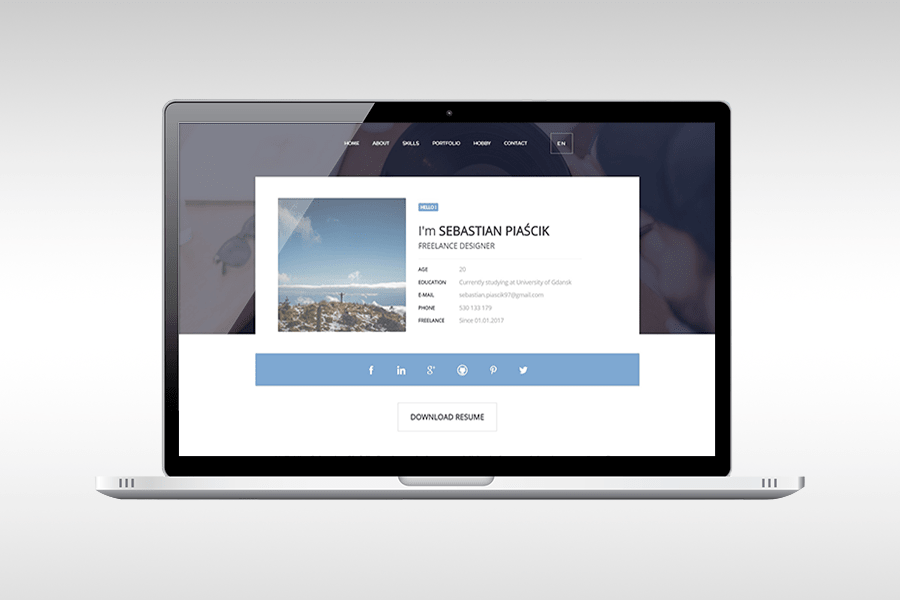 HOME ABOUT SKILLS PORTFOLIO HOBBY CONTACT EN
HELLO !
I'm SEBASTIAN PIAŚCIK
FREELANCE DESIGNER
AGE 20
EDUCATION Currently studying at University of Gdansk
E-MAIL sebastian.piascik97@gmail.com
PHONE 530 133 179
FREELANCE Since 01.01.2017
DOWNLOAD RESUME